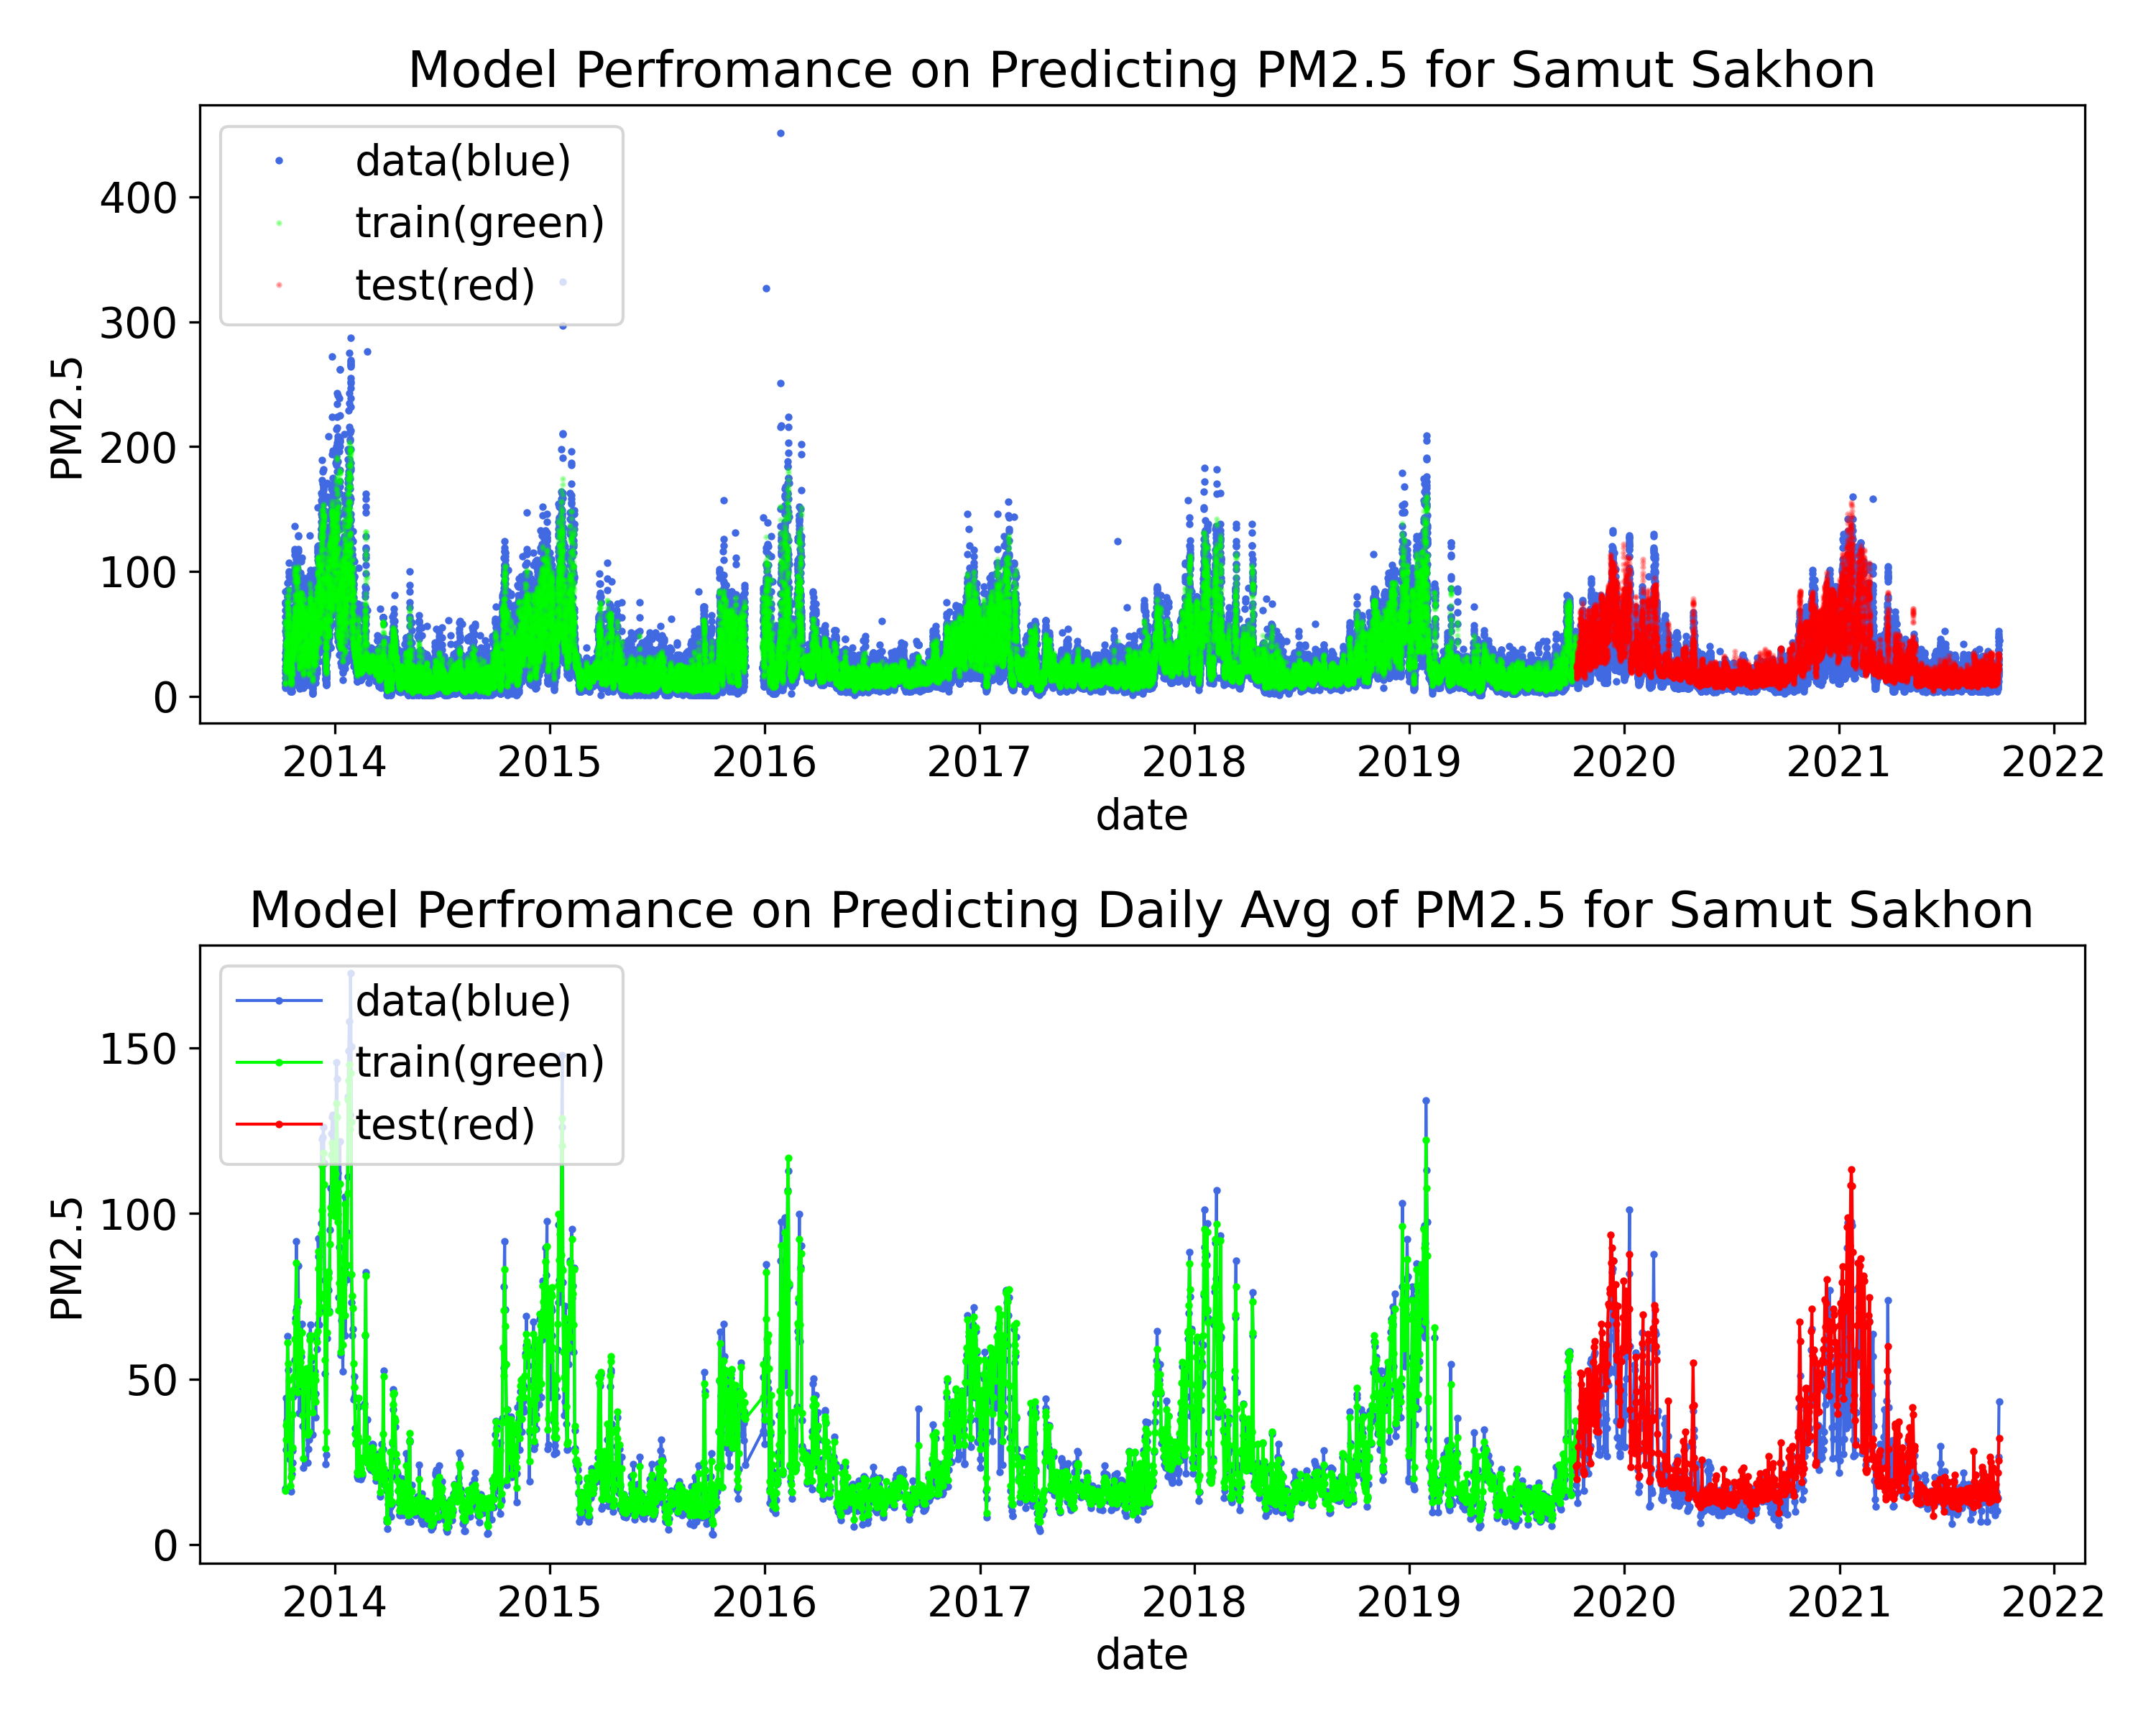 Model Perfromance on Predicting PM2.5 for Samut Sakhon
data(blue)
train(green)
test(red)
400
300
200
100
0
PM2.5
2014 2015 2016 2017 2018 2019 2020 2021 2022
date
Model Perfromance on Predicting Daily Avg of PM2.5 for Samut Sakhon
data(blue)
train(green)
test(red)
150
100
50
0
PM2.5
2014 2015 2016 2017 2018 2019 2020 2021 2022
date